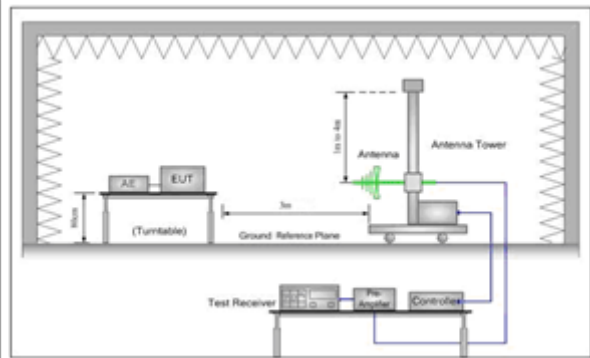 1m to 4m
Antenna
Antenna Tower
AE
EUT
80cm
3m
(Turntable)
Ground Reference Plane
Test Receiver
Pre-
Amplifier
Controller